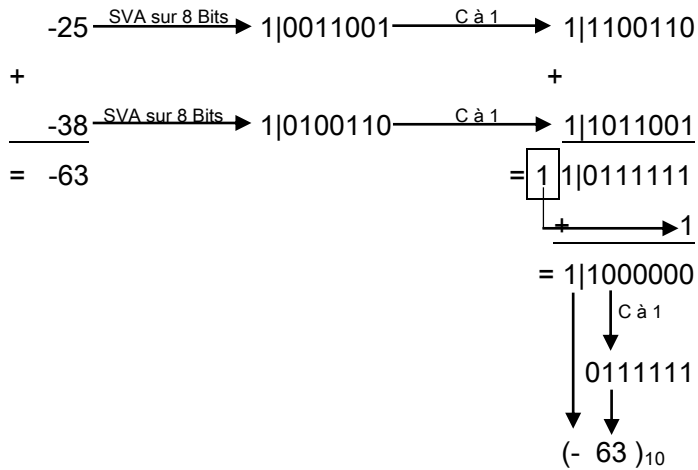 -25 SVA sur 8 Bits 1|0011001 C à 1 1|1100110
+ +
-38 SVA sur 8 Bits 1|0100110 C à 1 1|1011001
= -63 = 1 1|0111111
+ 1
= 1|1000000
C à 1
0111111
(- 63 )10